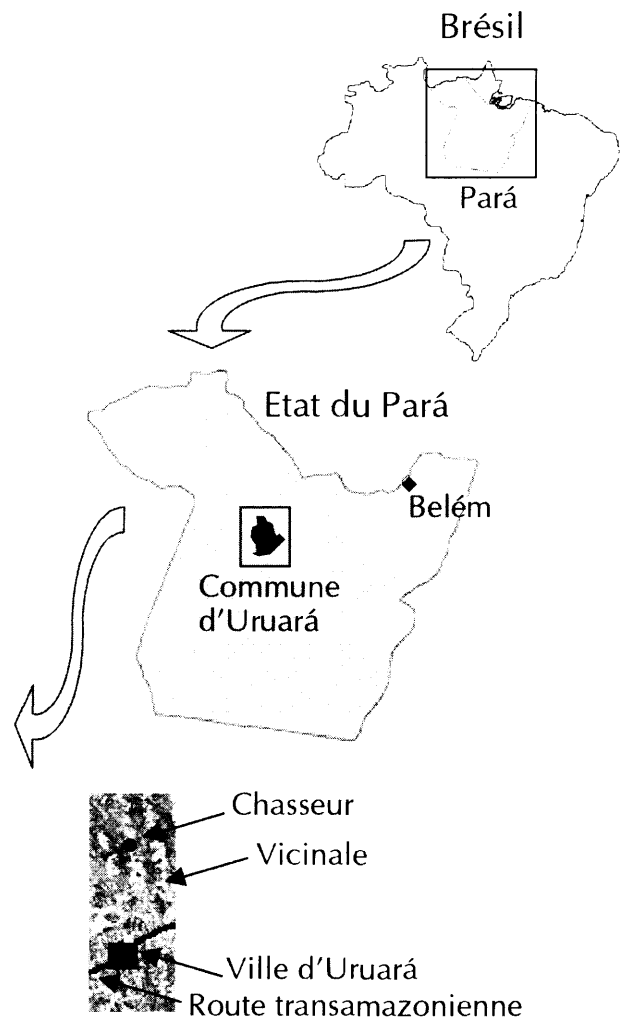 Brésil
Pará
Etat du Pará
Belém
Commune
d'Uruará
Chasseur
Vicinale
Ville d'Uruará
Route transamazonienne